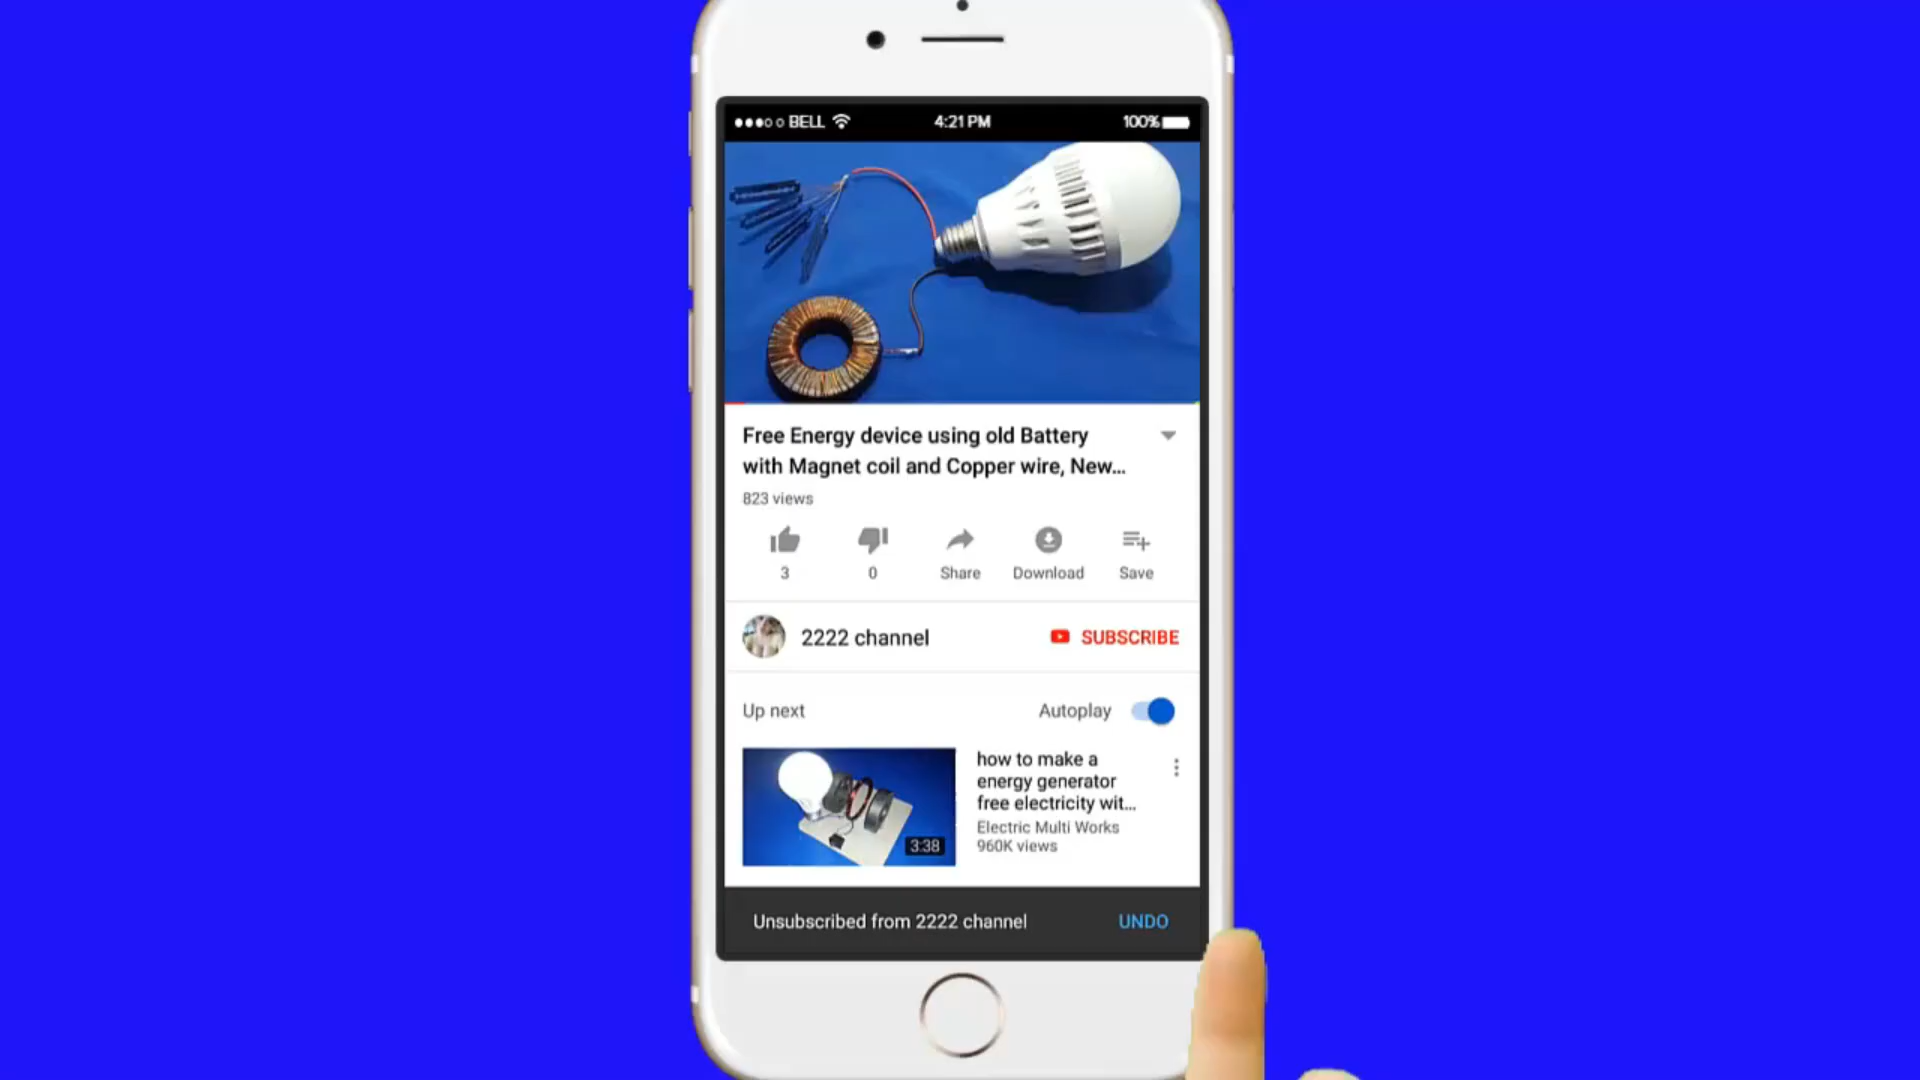 BELL 4:21 PM 100%
Free Energy device using old Battery
with Magnet coil and Copper wire, New...
823 views
3 0 Share Download Save
2222 channel SUBSCRIBE
Up next Autoplay
how to make a
energy generator
free electricity wit...
Electric Multi Works
960K views
3:38
Unsubscribed from 2222 channel UNDO